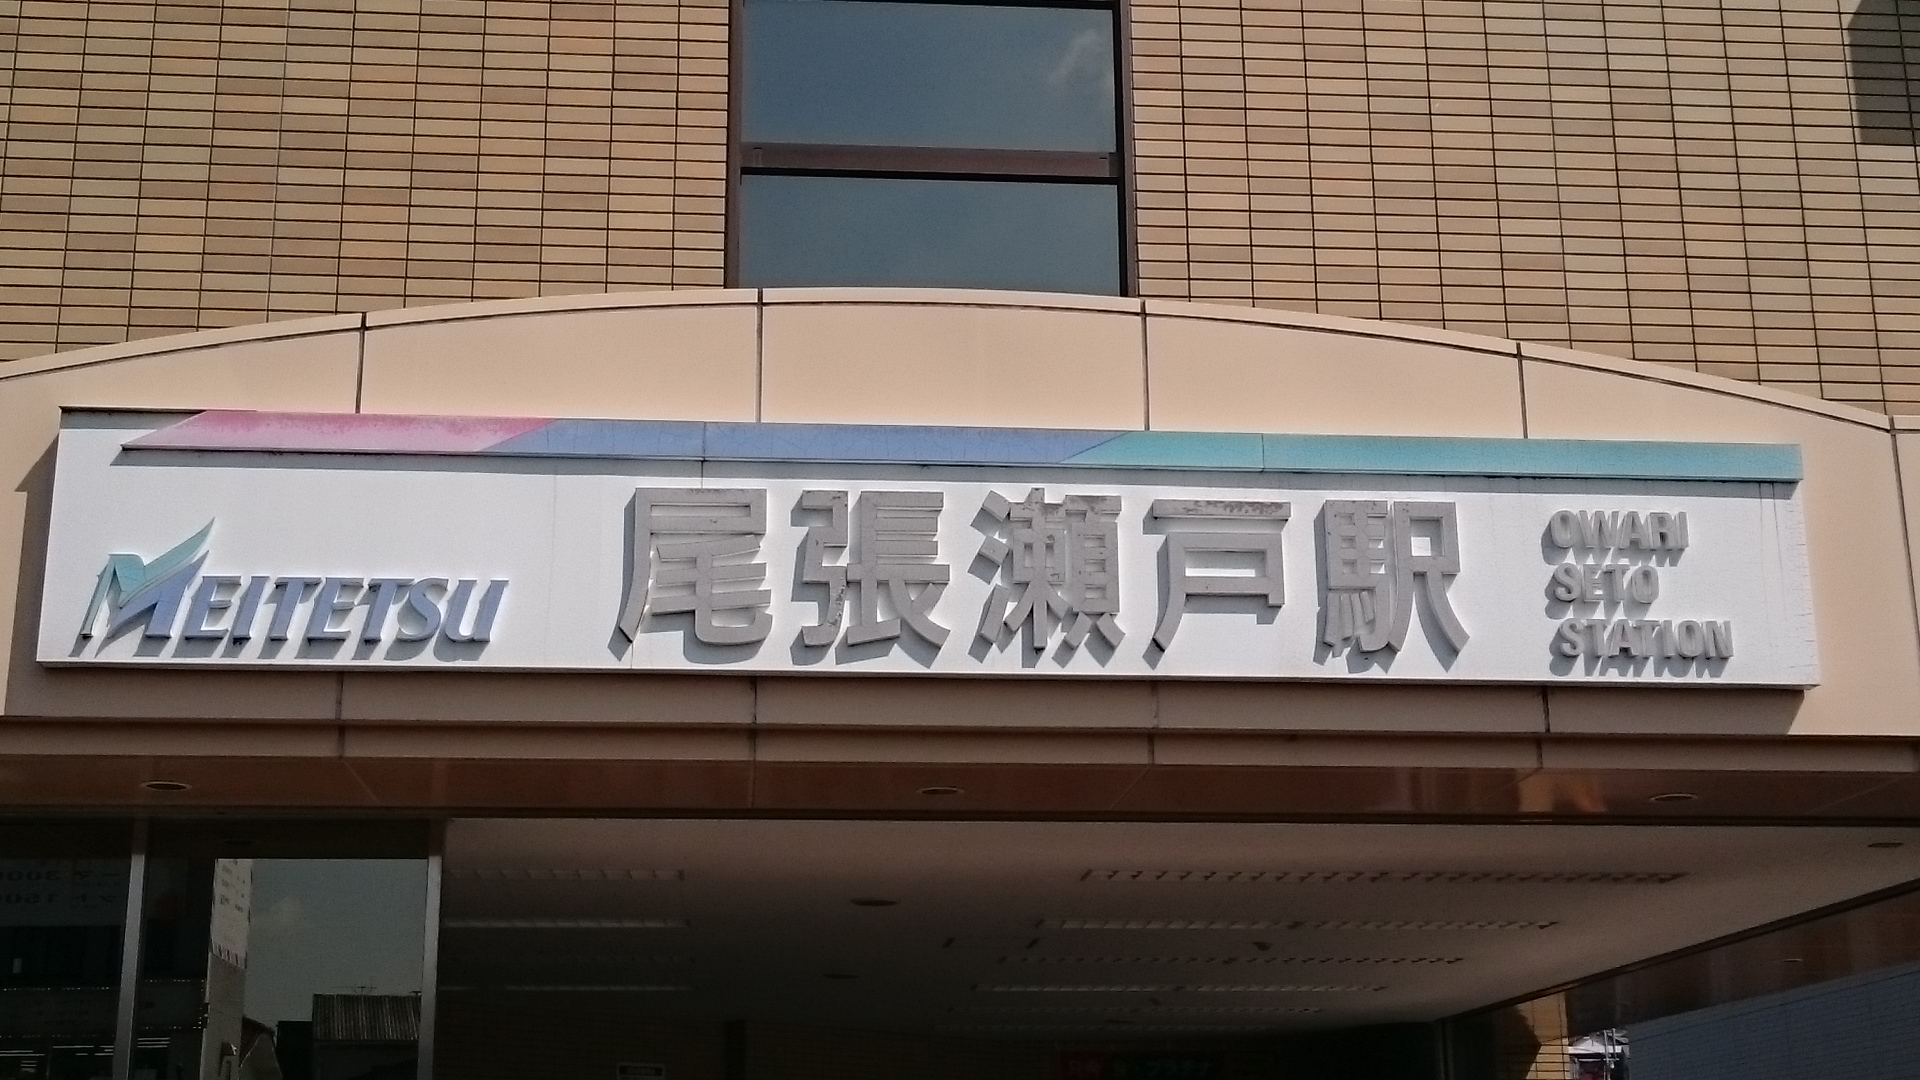 MEITETSU
尾張瀬戸駅
OWARI
SETO
STATION